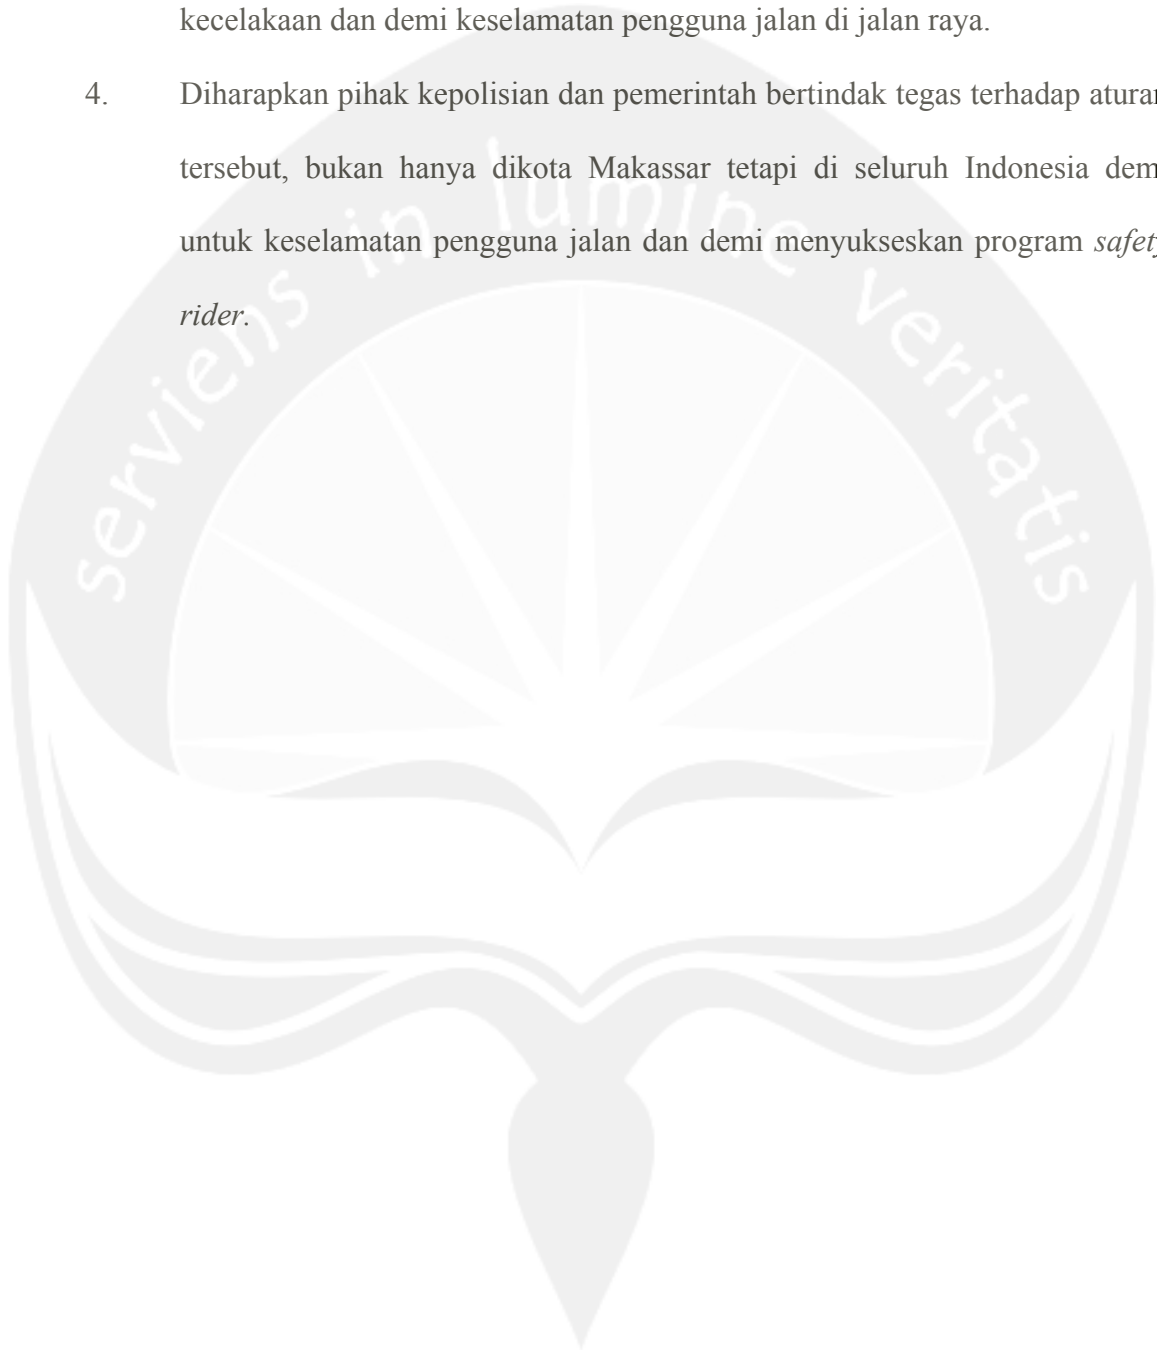 kecelakaan dan demi keselamatan pengguna jalan di jalan raya.
4. Diharapkan pihak kepolisian dan pemerintah bertindak tegas terhadap aturan
tersebut, bukan hanya dikota Makassar tetapi di seluruh Indonesia dem
untuk keselamatan pengguna jalan dan demi menyukseskan program safety
rider.
serviens in lumine veritatis